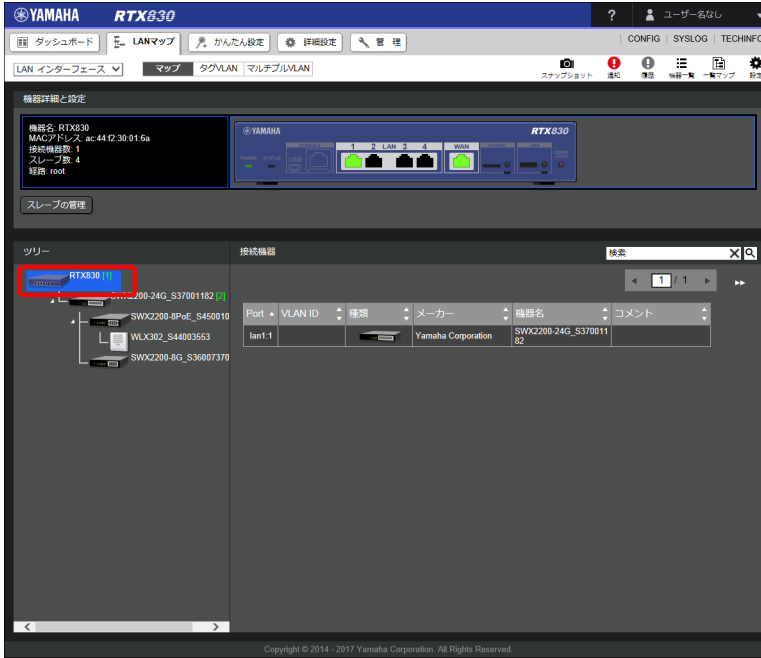 YAMAHA RTX830 ? ユーザー名なし
ダッシュボード LANマップ かんたん設定 詳細設定 管 理 CONFIG SYSLOG TECHINFO
LAN インターフェース マップ タグVLAN マルチプルVLAN スナップショット 通知 履歴 機器一覧 一覧マップ 設定
機器詳細と設定
機器名: RTX830
MACアドレス: ac:44:f2:30:01:6a
接続機器数: 1
スレーブ数: 4
経路: root
YAMAHA RTX830
1 2 LAN 3 4 WAN
POWER STATUS USB
スレーブの管理
ツリー
RTX830 [1]
SWX2200-24G_S37001182 [2]
SWX2200-8PoE_S450010
WLX302_S44003553
SWX2200-8G_S36007370
接続機器 検索
1 / 1
Port VLAN ID 種類 メーカー 機器名 コメント
lan1:1 Yamaha Corporation SWX2200-24G_S370011
82
Copyright © 2014 - 2017 Yamaha Corporation. All Rights Reserved.